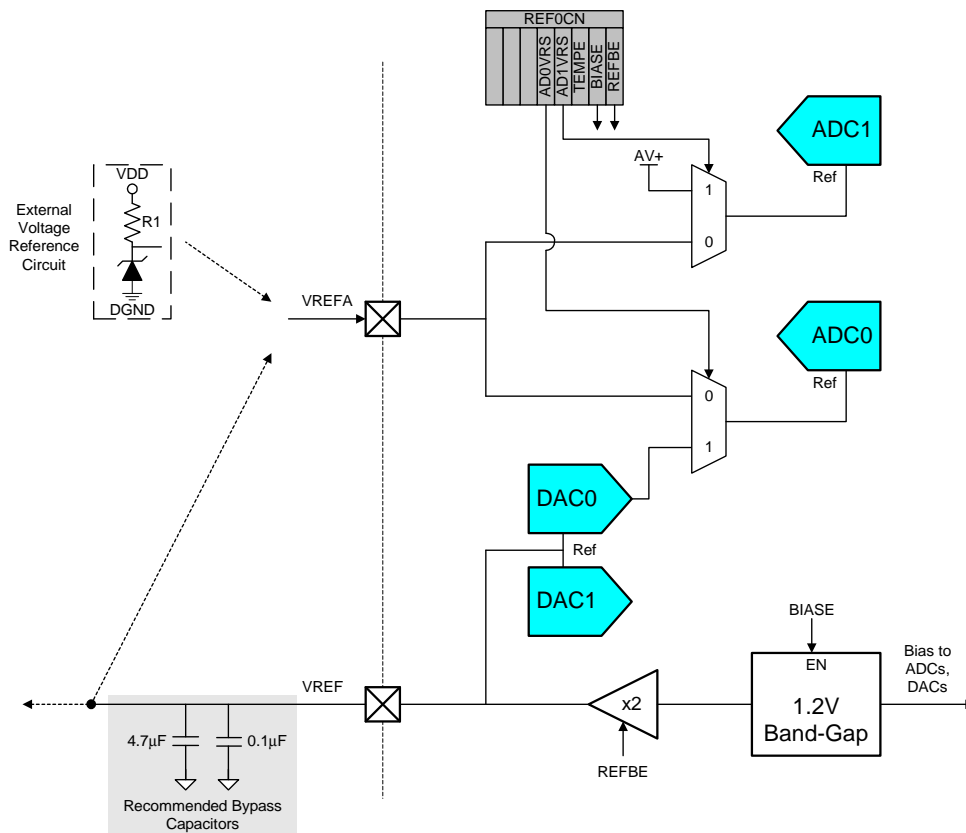 REF0CN
AD0VRS
AD1VRS
TEMPE
BIASE
REFBE
ADC1
Ref
AV+
1
0
VDD
R1
DGND
External
Voltage
Reference
Circuit
VREFA
ADC0
Ref
0
1
DAC0
Ref
DAC1
BIASE
EN
1.2V
Band-Gap
Bias to
ADCs,
DACs
x2
REFBE
VREF
4.7µF
0.1µF
Recommended Bypass
Capacitors